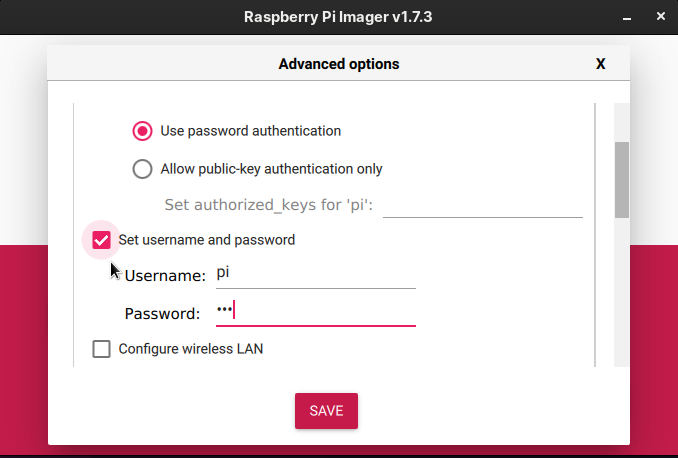 Raspberry Pi Imager v1.7.3
Advanced options
X
Use password authentication
Allow public-key authentication only
Set authorized_keys for 'pi':
Set username and password
Username: pi
Password: •••
Configure wireless LAN
SAVE